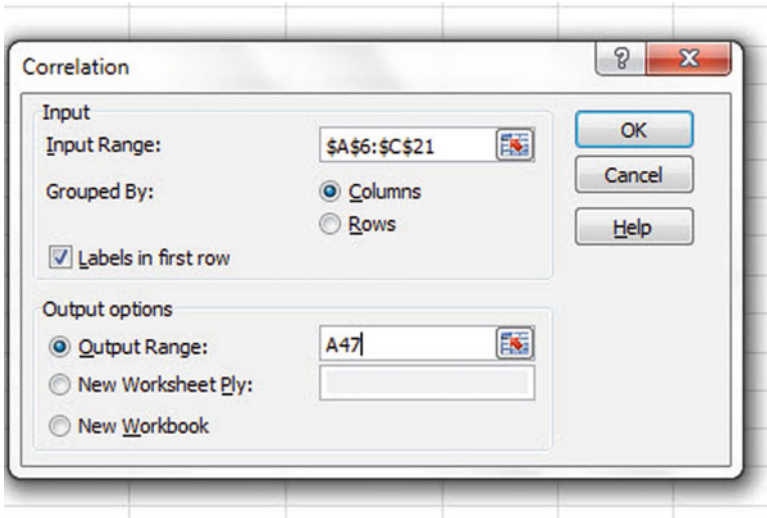 Correlation
?
Input
Input Range: $A$6:$C$21
Grouped By: Columns
Rows
Labels in first row
OK
Cancel
Help
Output options
Output Range: A47
New Worksheet Ply:
New Workbook